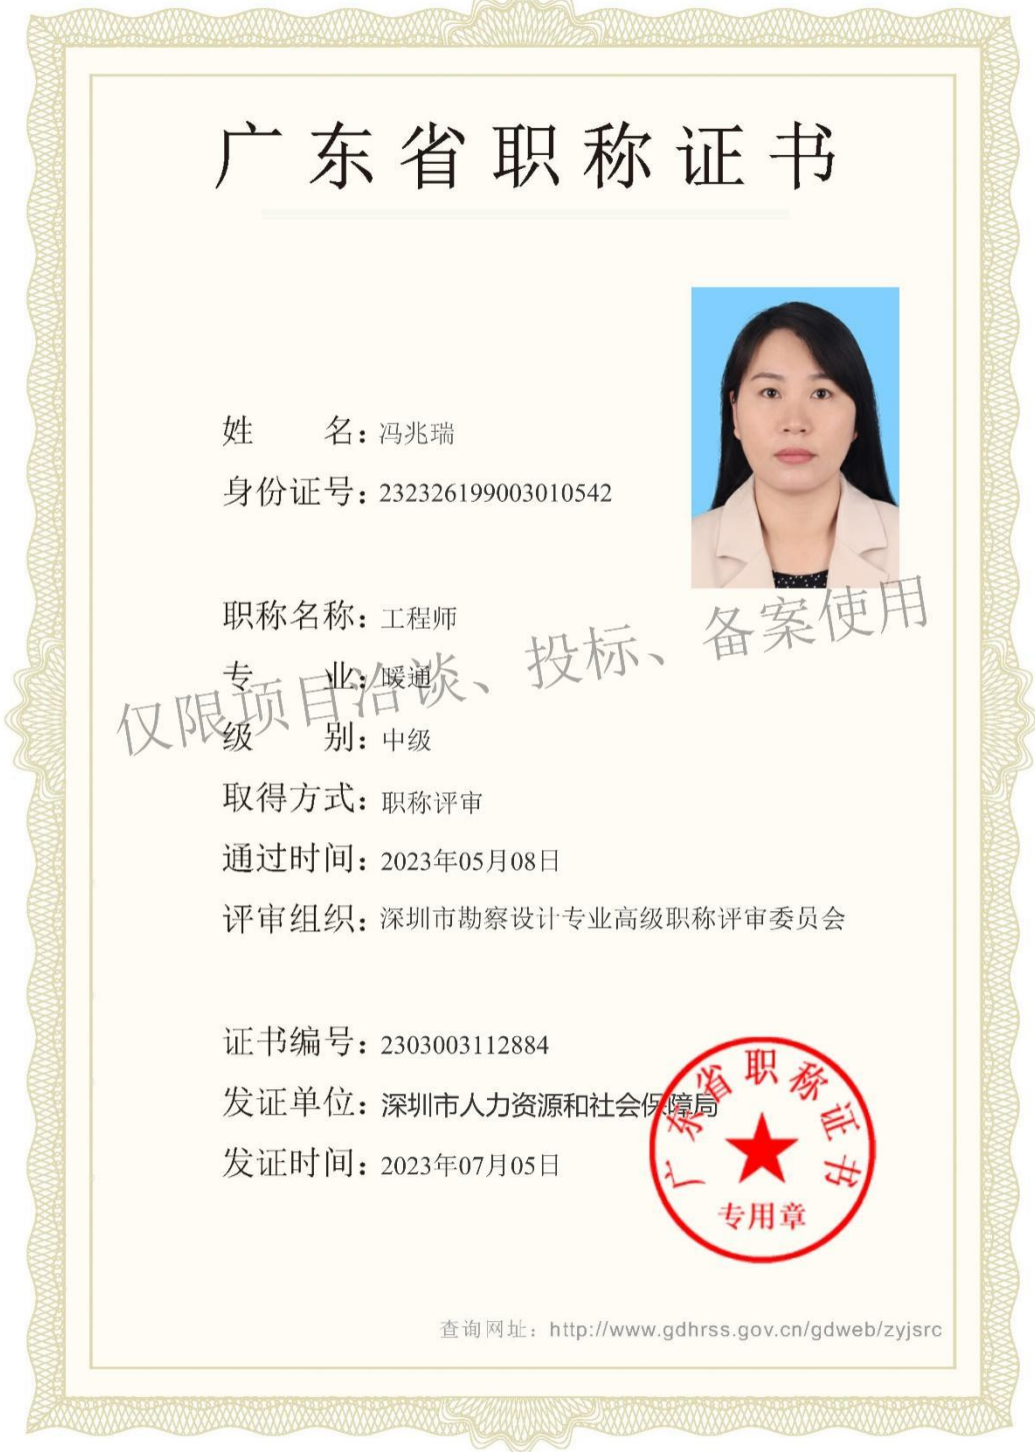 广东省职称证书
姓 名：冯兆瑞
身份证号：232326199003010542
职称名称：工程师
专 业：暖通
级 别：中级
取得方式：职称评审
通过时间：2023年05月08日
评审组织：深圳市勘察设计专业高级职称评审委员会
仅限项目洽谈、投标、备案使用
证书编号：2303003112884
发证单位：深圳市人力资源和社会保障局
发证时间：2023年07月05日
广东省职称证书
专用章
查询网址：http://www.gdhrss.gov.cn/gdweb/zyjsrc